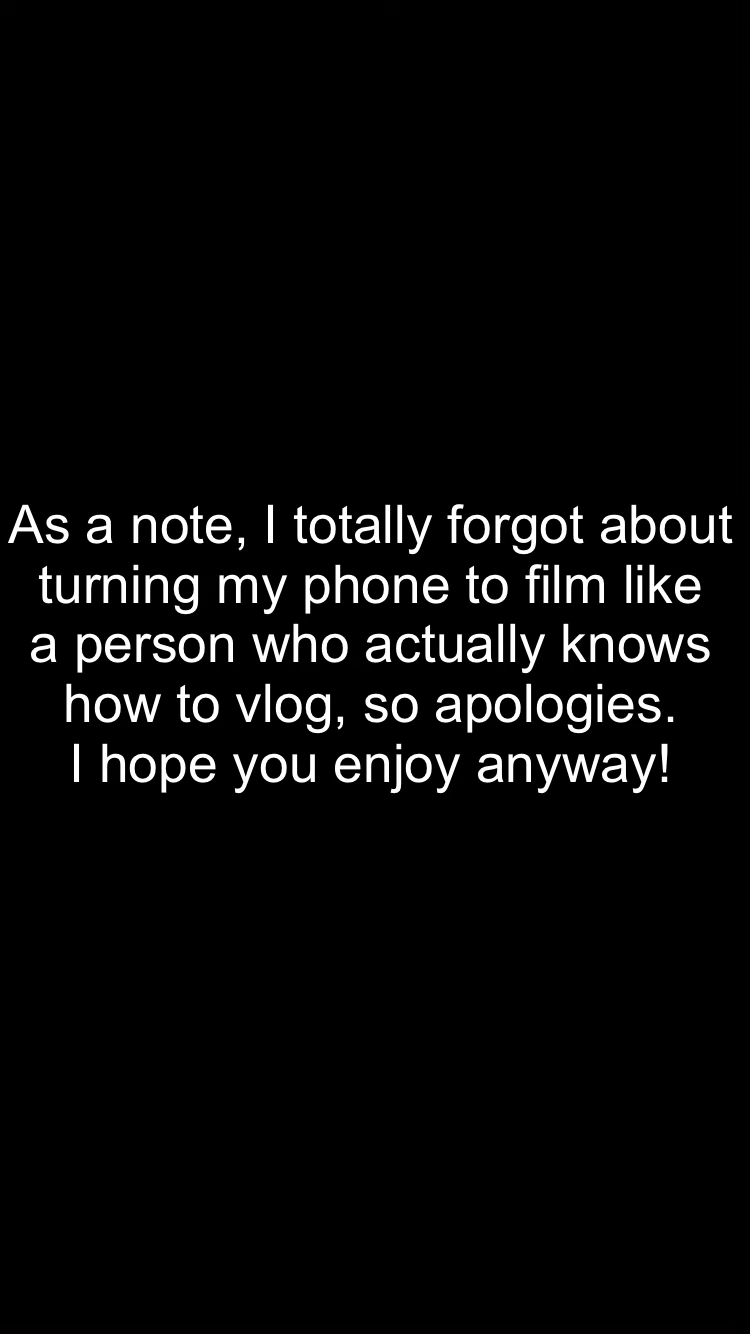 As a note, I totally forgot about
turning my phone to film like
a person who actually knows
how to vlog, so apologies.
I hope you enjoy anyway!